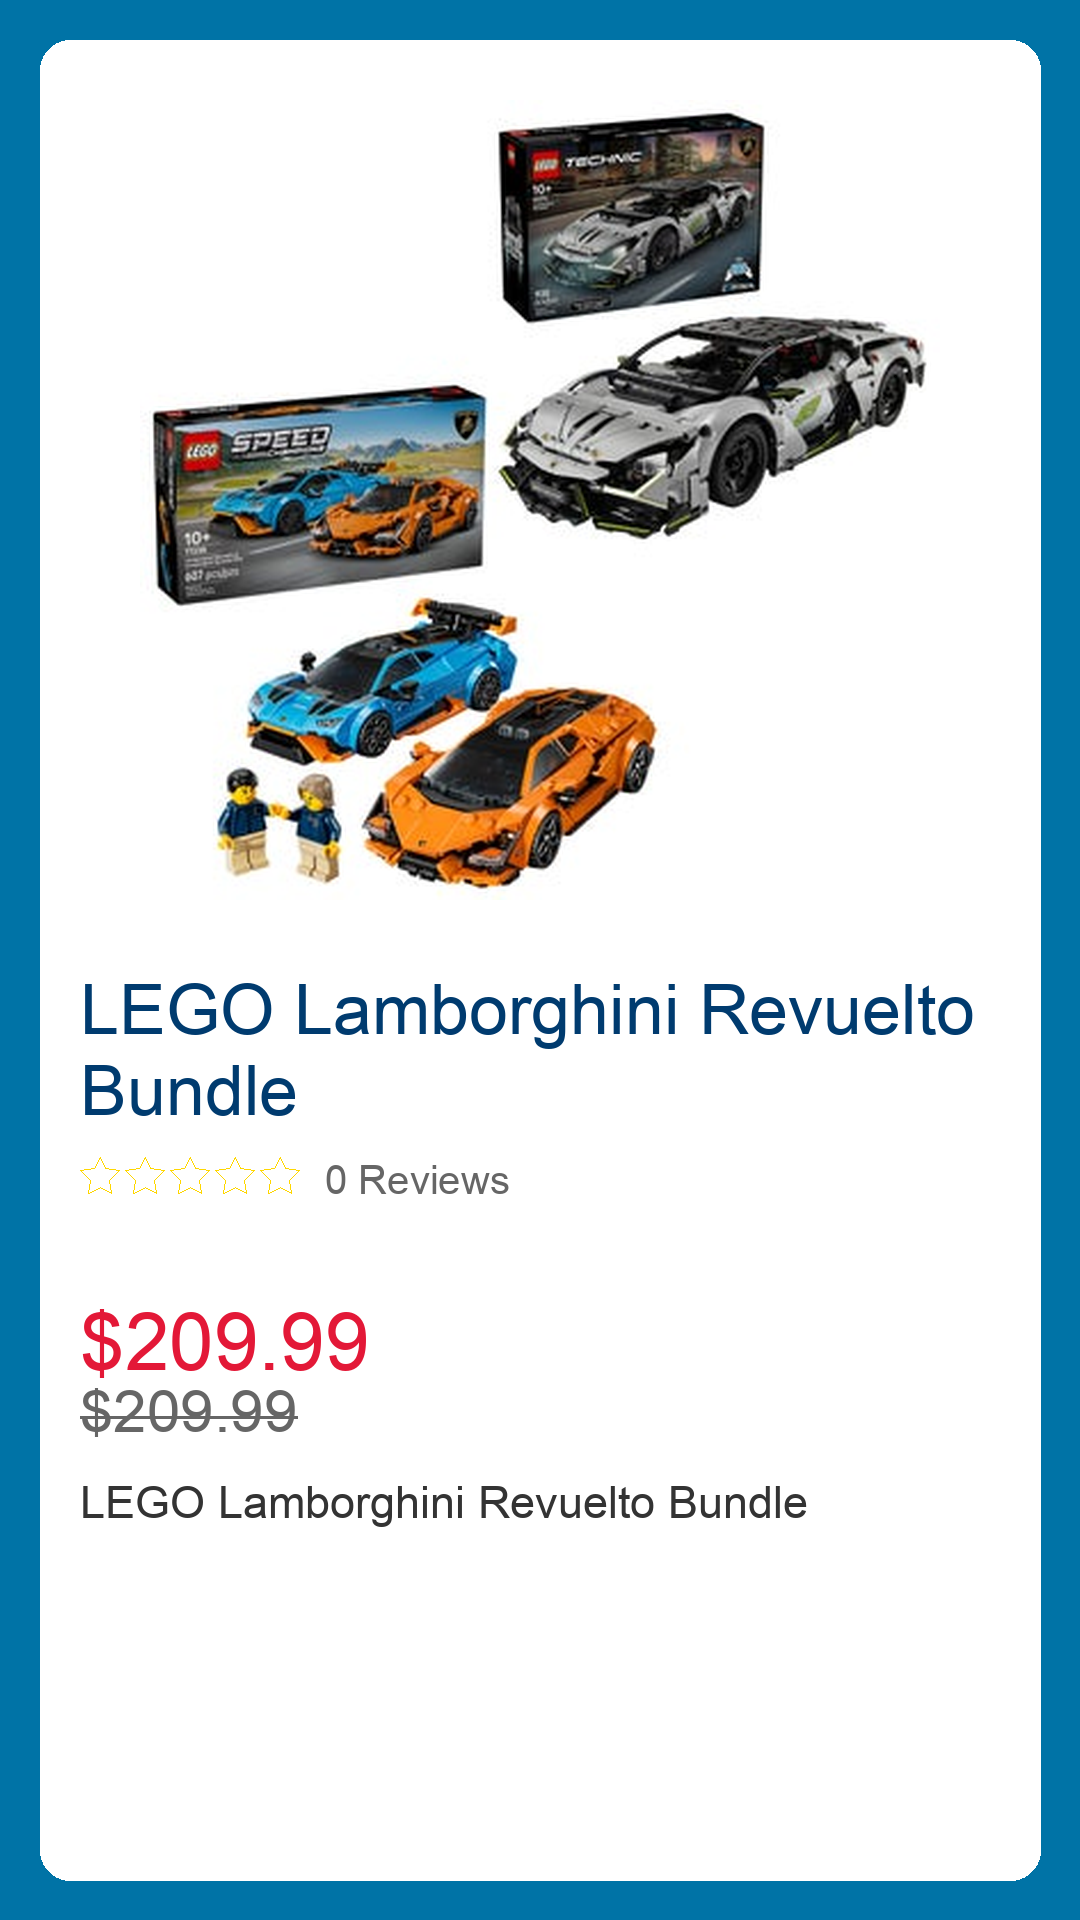 LEGO TECHNIC
10+
LEGO SPEED
10+
LEGO Lamborghini Revuelto
Bundle
0 Reviews
$209.99
$209.99
LEGO Lamborghini Revuelto Bundle